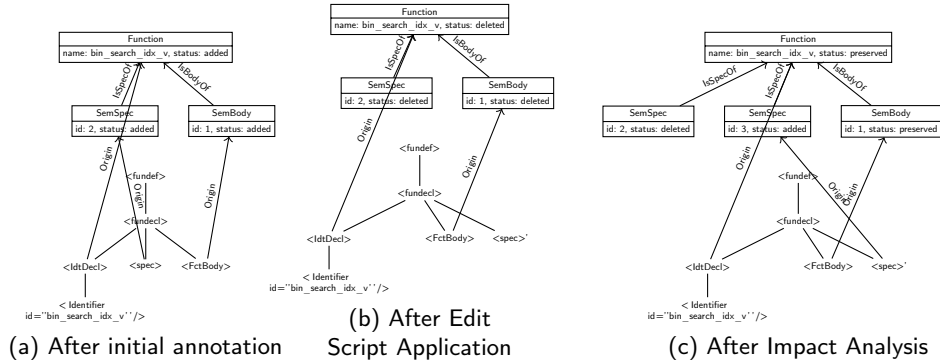 Function
name: bin_search_idx_v, status: added
IsSpecOf
IsBodyOf
SemSpec
id: 2, status: added
SemBody
id: 1, status: added
Origin
Origin
Origin
<fundef>
<fundecl>
<IdtDecl>
<spec>
<FctBody>
< Identifier
id="bin_search_idx_v"/>
(a) After initial annotation
Function
name: bin_search_idx_v, status: deleted
IsSpecOf
IsBodyOf
SemSpec
id: 2, status: deleted
SemBody
id: 1, status: deleted
Origin
Origin
<fundef>
<fundecl>
<IdtDecl>
<FctBody>
<spec>'
< Identifier
id="bin_search_idx_v"/>
(b) After Edit
Script Application
Function
name: bin_search_idx_v, status: preserved
IsSpecOf
IsSpecOf
IsBodyOf
SemSpec
id: 2, status: deleted
SemSpec
id: 3, status: added
SemBody
id: 1, status: preserved
Origin
Origin
Origin
<fundef>
<fundecl>
<IdtDecl>
<FctBody>
<spec>'
< Identifier
id="bin_search_idx_v"/>
(c) After Impact Analysis